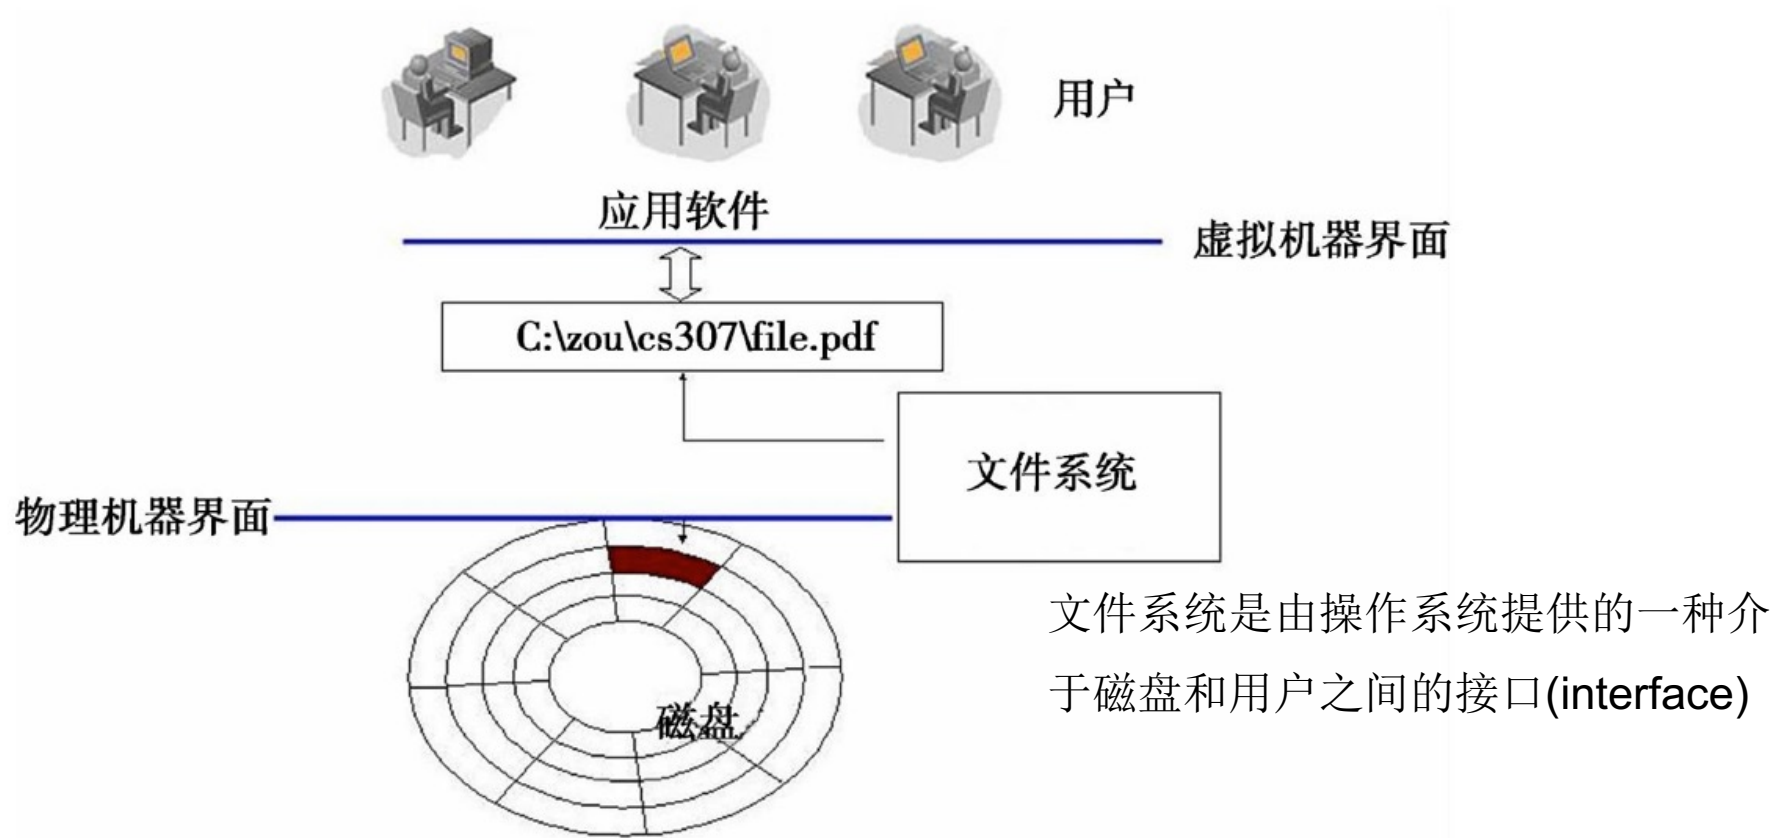 用户
应用软件
虚拟机器界面
C:\zou\cs307\file.pdf
文件系统
物理机器界面
磁盘
文件系统是由操作系统提供的一种介
于磁盘和用户之间的接口(interface)